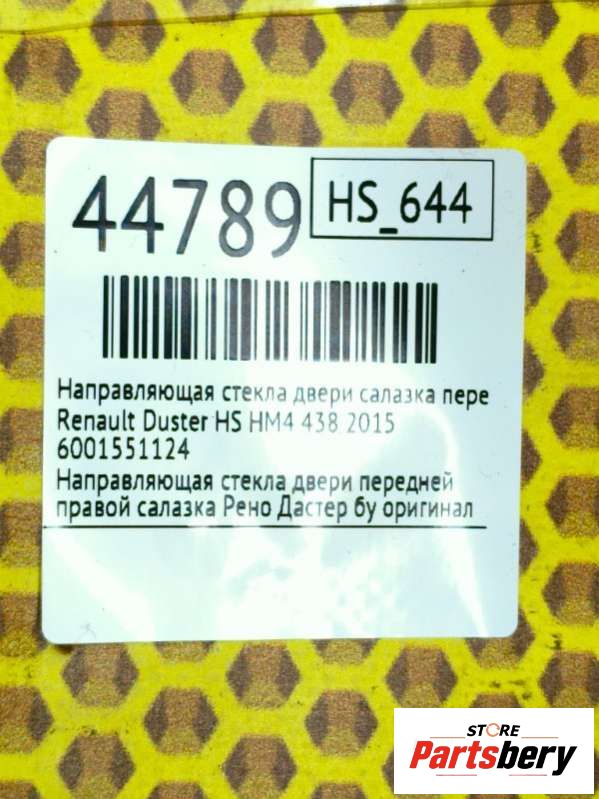 44789
HS_644
Направляющая стекла двери салазка пере
Renault Duster HS HM4 438 2015
6001551124
Направляющая стекла двери передней
правой салазка Рено Дастер бу оригинал
STORE
Partsbery